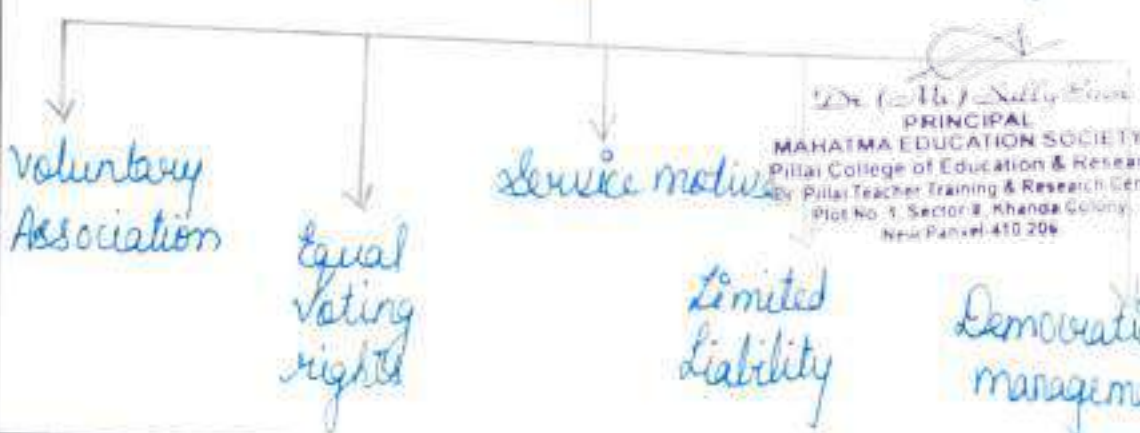 Voluntary
Association
Equal
Voting
rights
Service motive
Limited
Liability
Democrati
managem
PRINCIPAL
MAHATMA EDUCATION SOCIETY
Pillai College of Education & Resear
Dr. Pillai Teacher Training & Research Cen
Plot No. 1, Sector 8, Khanda Colony
New Panvel-410 206